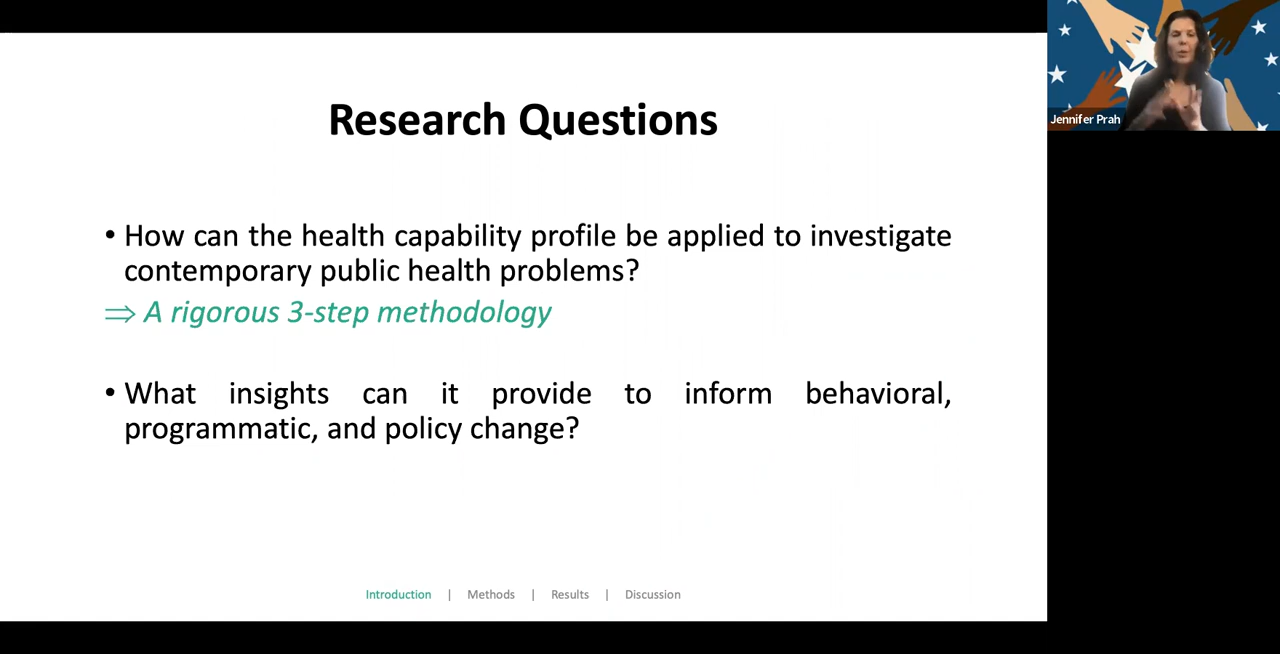 Research Questions
• How can the health capability profile be applied to investigate
contemporary public health problems?
⇒ A rigorous 3-step methodology
• What insights can it provide to inform behavioral,
programmatic, and policy change?
Introduction | Methods | Results | Discussion
Jennifer Prah